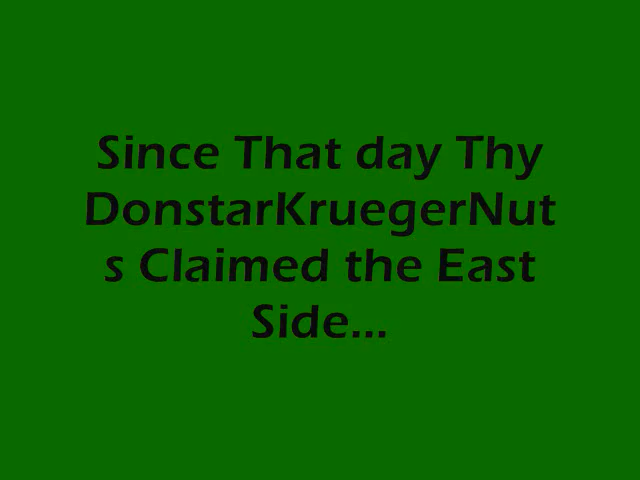 Since That day Thy
DonstarKruegerNut
s Claimed the East
Side...